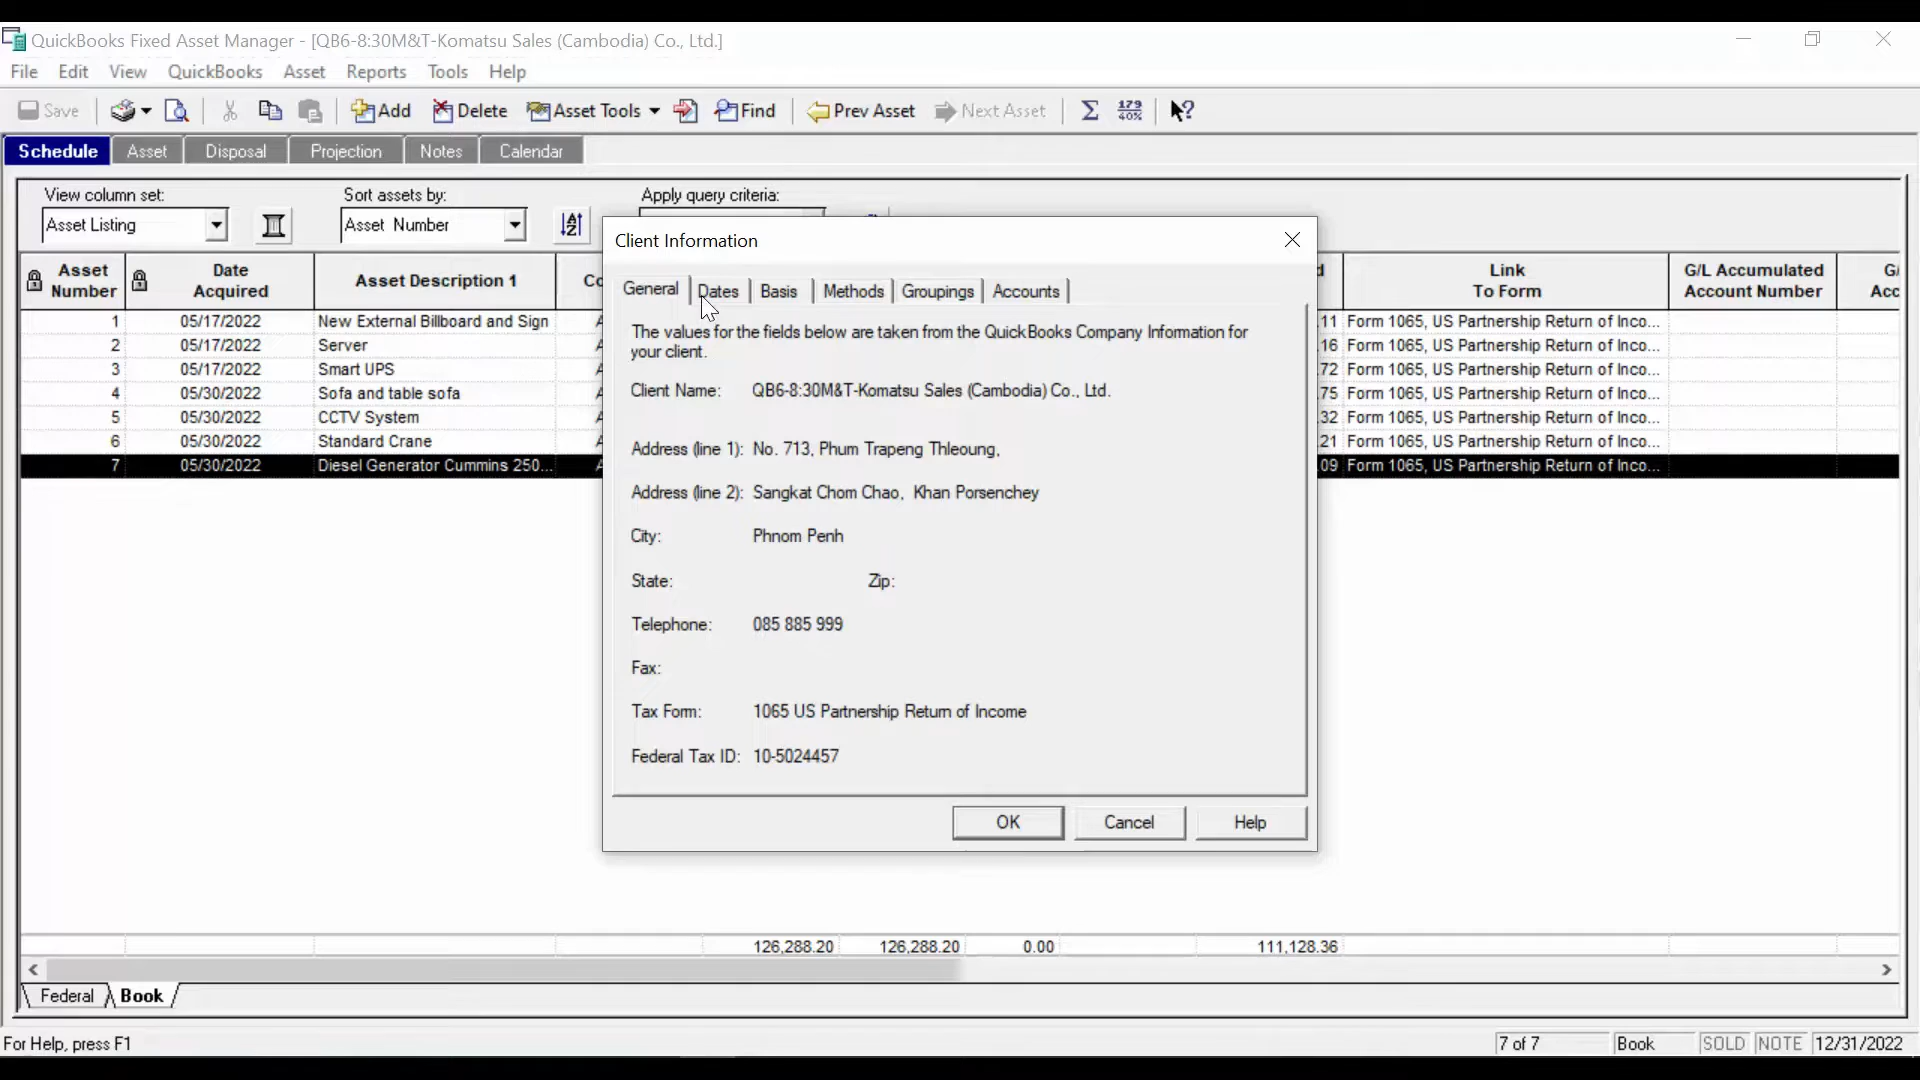 QuickBooks Fixed Asset Manager - [QB6-8:30M&T-Komatsu Sales (Cambodia) Co., Ltd.]
File Edit View QuickBooks Asset Reports Tools Help
Save Add Delete Asset Tools Find Prev Asset Next Asset Σ 179 40%
Schedule Asset Disposal Projection Notes Calendar
View column set: Sort assets by: Apply query criteria:
Asset Listing Asset Number
Client Information
Asset Number Date Acquired Asset Description 1 Link To Form G/L Accumulated Account Number
General Dates Basis Methods Groupings Accounts
1 05/17/2022 New External Billboard and Sign .11 Form 1065, US Partnership Return of Inco...
2 05/17/2022 Server .16 Form 1065, US Partnership Return of Inco...
3 05/17/2022 Smart UPS .72 Form 1065, US Partnership Return of Inco...
4 05/30/2022 Sofa and table sofa .75 Form 1065, US Partnership Return of Inco...
5 05/30/2022 CCTV System .32 Form 1065, US Partnership Return of Inco...
6 05/30/2022 Standard Crane .21 Form 1065, US Partnership Return of Inco...
7 05/30/2022 Diesel Generator Cummins 250... .09 Form 1065, US Partnership Return of Inco...
The values for the fields below are taken from the QuickBooks Company Information for
your client.
Client Name: QB6-8:30M&T-Komatsu Sales (Cambodia) Co., Ltd.
Address (line 1): No. 713, Phum Trapeng Thleoung,
Address (line 2): Sangkat Chom Chao, Khan Porsenchey
City: Phnom Penh
State: Zip:
Telephone: 085 885 999
Fax:
Tax Form: 1065 US Partnership Return of Income
Federal Tax ID: 10-5024457
OK Cancel Help
126,288.20 126,288.20 0.00 111,128.36
Federal Book
For Help, press F1 7 of 7 Book SOLD NOTE 12/31/2022